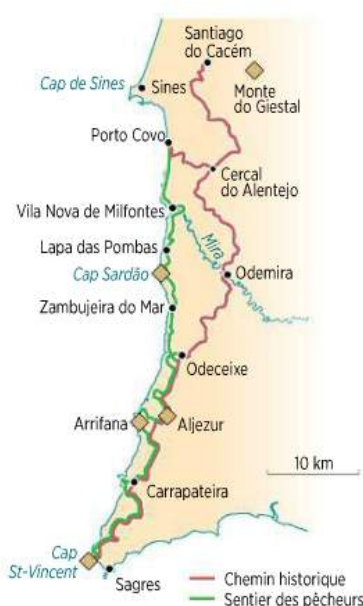 Santiago
do Cacém
Cap de Sines
Sines
Monte
do Giestal
Porto Covo
Cercal
do Alentejo
Vila Nova de Milfontes
Mira
Lapa das Pombas
Cap Sardão
Odemira
Zambujeira do Mar
Odeceixe
Arrifana
Aljezur
10 km
Carrapateira
Cap
St-Vincent
Sagres
Chemin historique
Sentier des pêcheurs